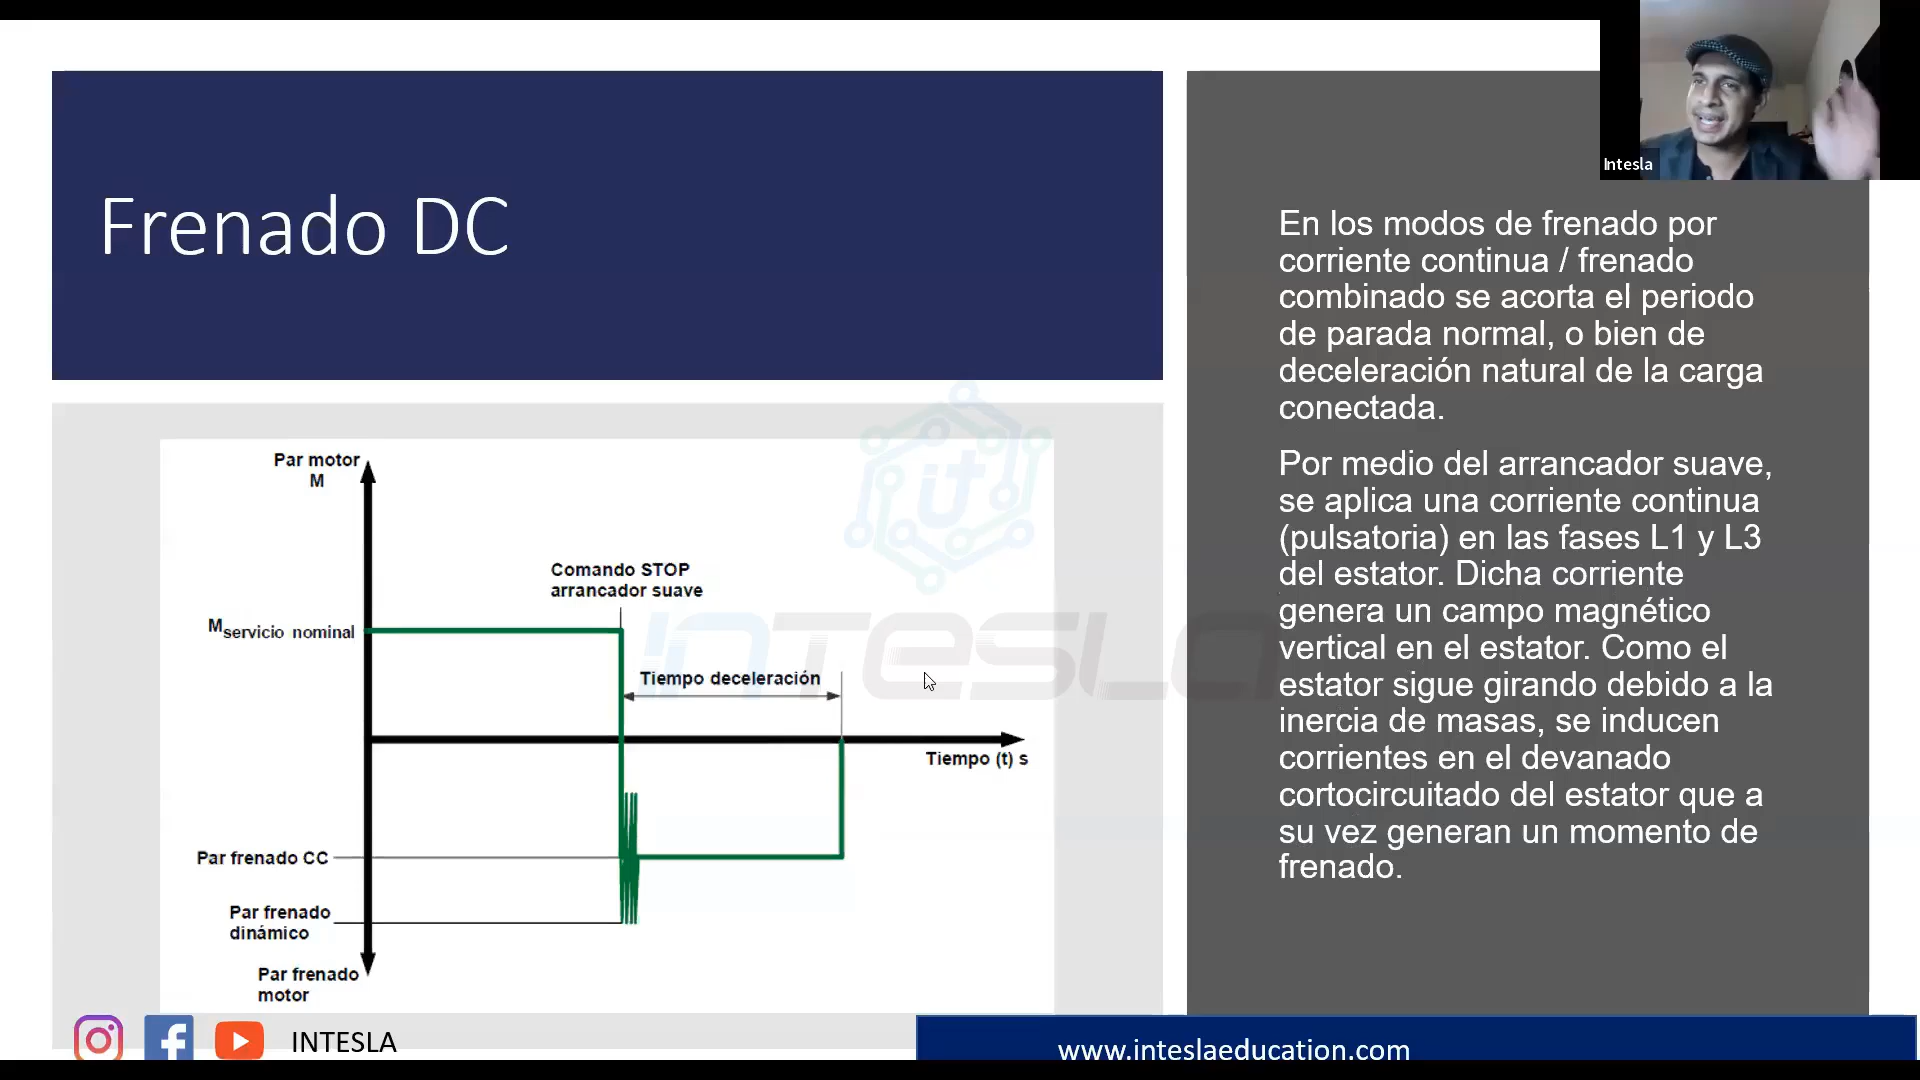 Intesla
Frenado DC
En los modos de frenado por
corriente continua / frenado
combinado se acorta el periodo
de parada normal, o bien de
deceleración natural de la carga
conectada.
Por medio del arrancador suave,
se aplica una corriente continua
(pulsatoria) en las fases L1 y L3
del estator. Dicha corriente
genera un campo magnético
vertical en el estator. Como el
estator sigue girando debido a la
inercia de masas, se inducen
corrientes en el devanado
cortocircuitado del estator que a
su vez generan un momento de
frenado.
Par motor
M
Comando STOP
arrancador suave
M servicio nominal
Tiempo deceleración
Tiempo (t) s
Par frenado CC
Par frenado
dinámico
Par frenado
motor
it
INTESLA
INTESLA
www.inteslaeducation.com